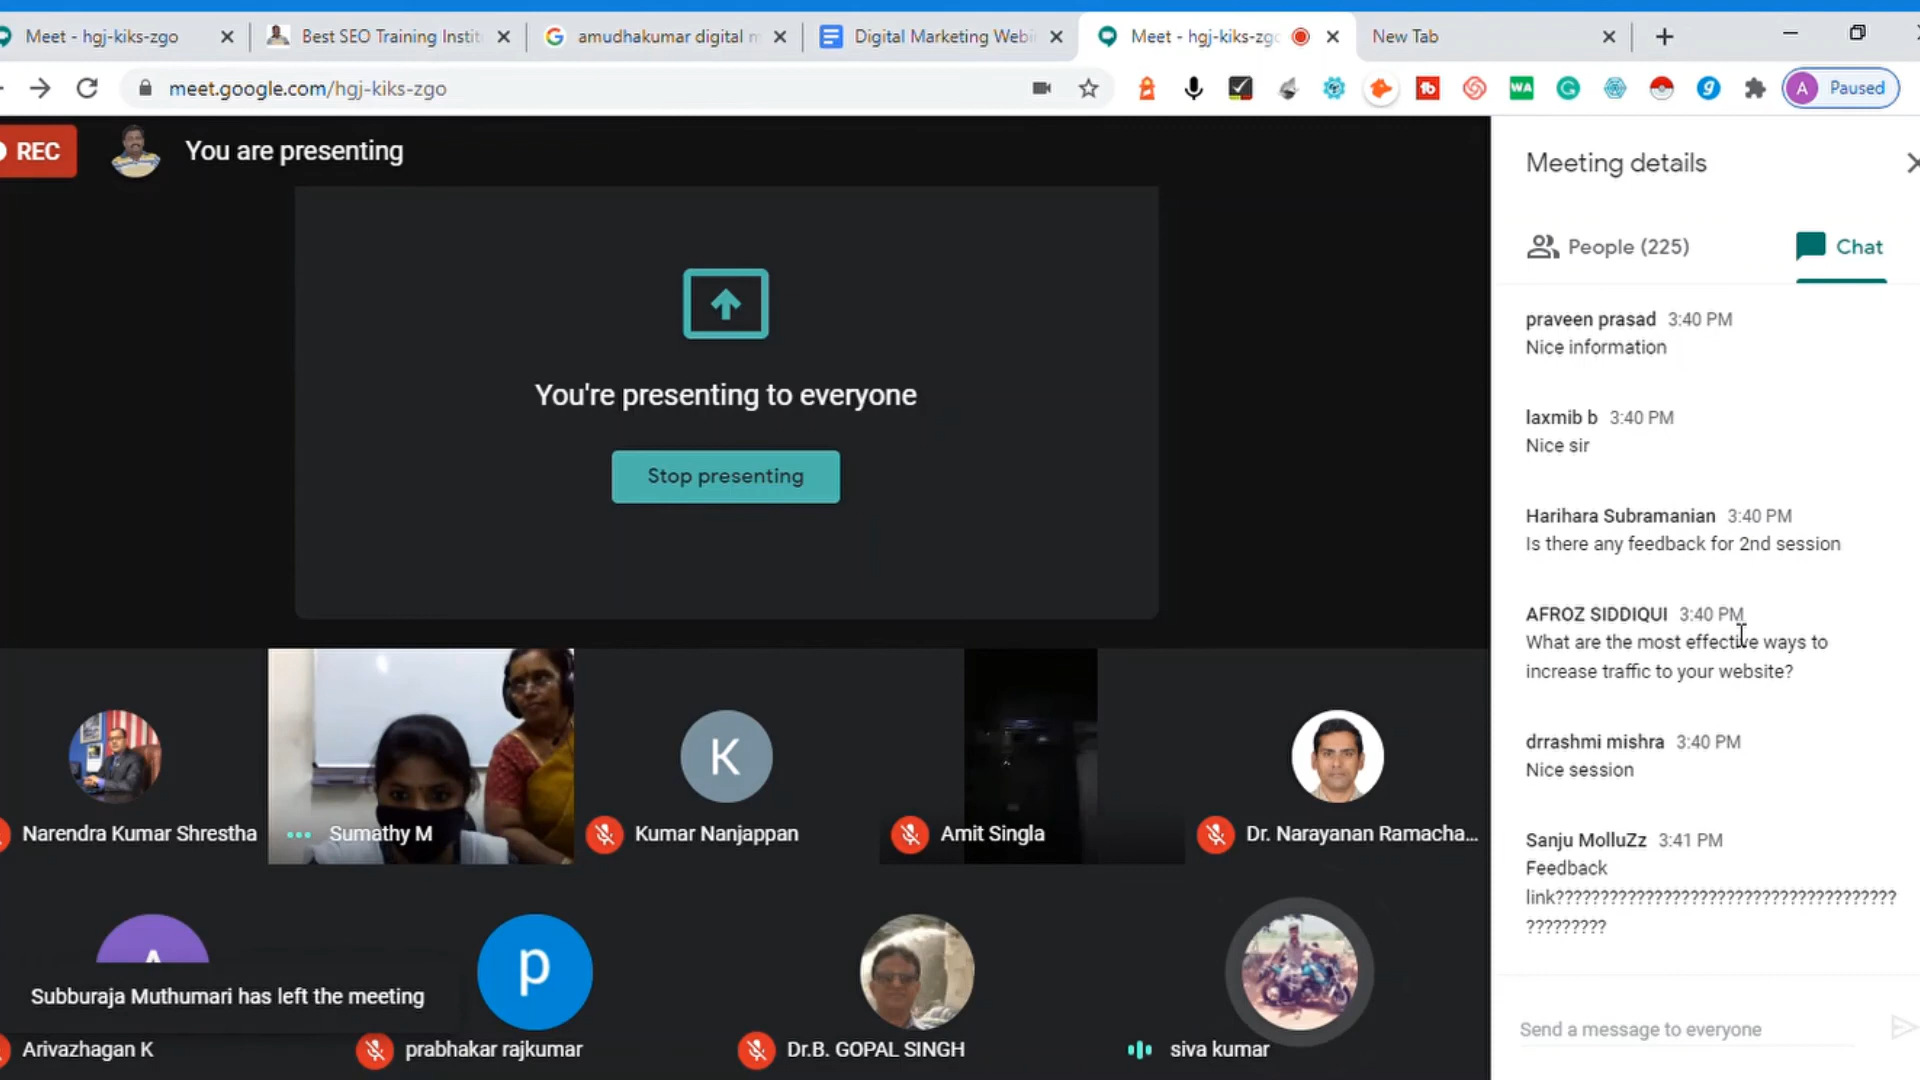 Meet - hgj-kiks-zgo
Best SEO Training Instit
amudhakumar digital m
Digital Marketing Webi
Meet - hgj-kiks-zg
New Tab
meet.google.com/hgj-kiks-zgo
WA
A
Paused
REC
You are presenting
You're presenting to everyone
Stop presenting
Narendra Kumar Shrestha
Sumathy M
K
Kumar Nanjappan
Amit Singla
Dr. Narayanan Ramacha...
Subburaja Muthumari has left the meeting
Arivazhagan K
p
prabhakar rajkumar
Dr.B. GOPAL SINGH
siva kumar
Meeting details
People (225)
Chat
praveen prasad 3:40 PM
Nice information
laxmib b 3:40 PM
Nice sir
Harihara Subramanian 3:40 PM
Is there any feedback for 2nd session
AFROZ SIDDIQUI 3:40 PM
What are the most effective ways to
increase traffic to your website?
drrashmi mishra 3:40 PM
Nice session
Sanju MolluZz 3:41 PM
Feedback
link??????????????????????????????????????
?????????
Send a message to everyone